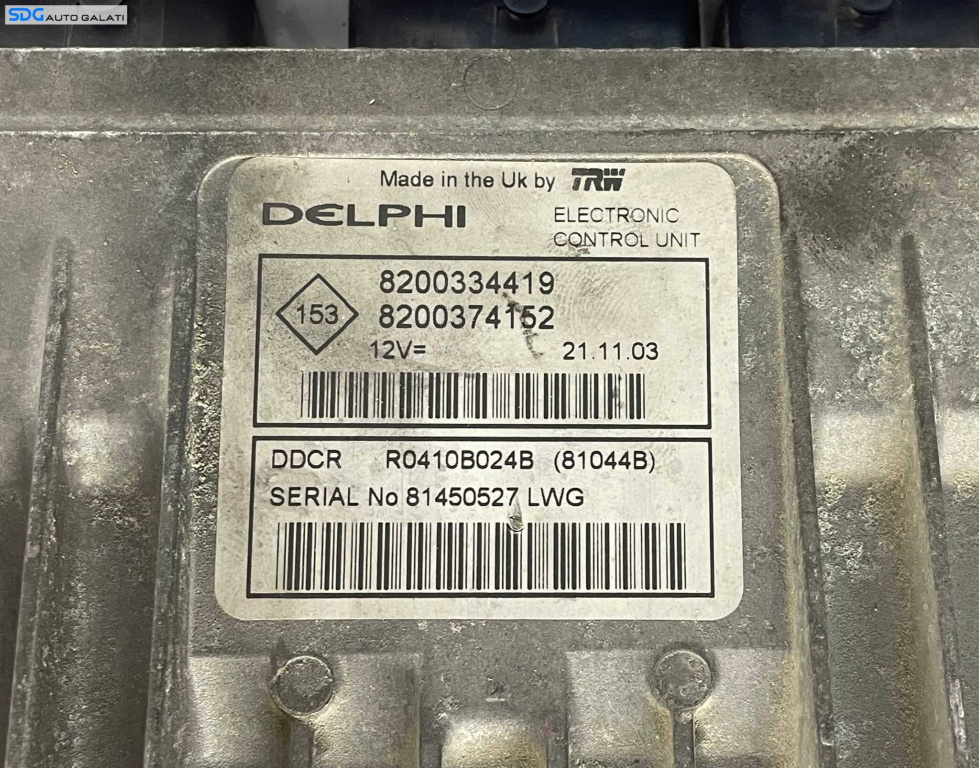 SDG AUTO GALATI
Made in the Uk by TRW
DELPHI
ELECTRONIC
CONTROL UNIT
8200334419
153
8200374152
12V= 21.11.03
DDCR R0410B024B (81044B)
SERIAL No 81450527 LWG